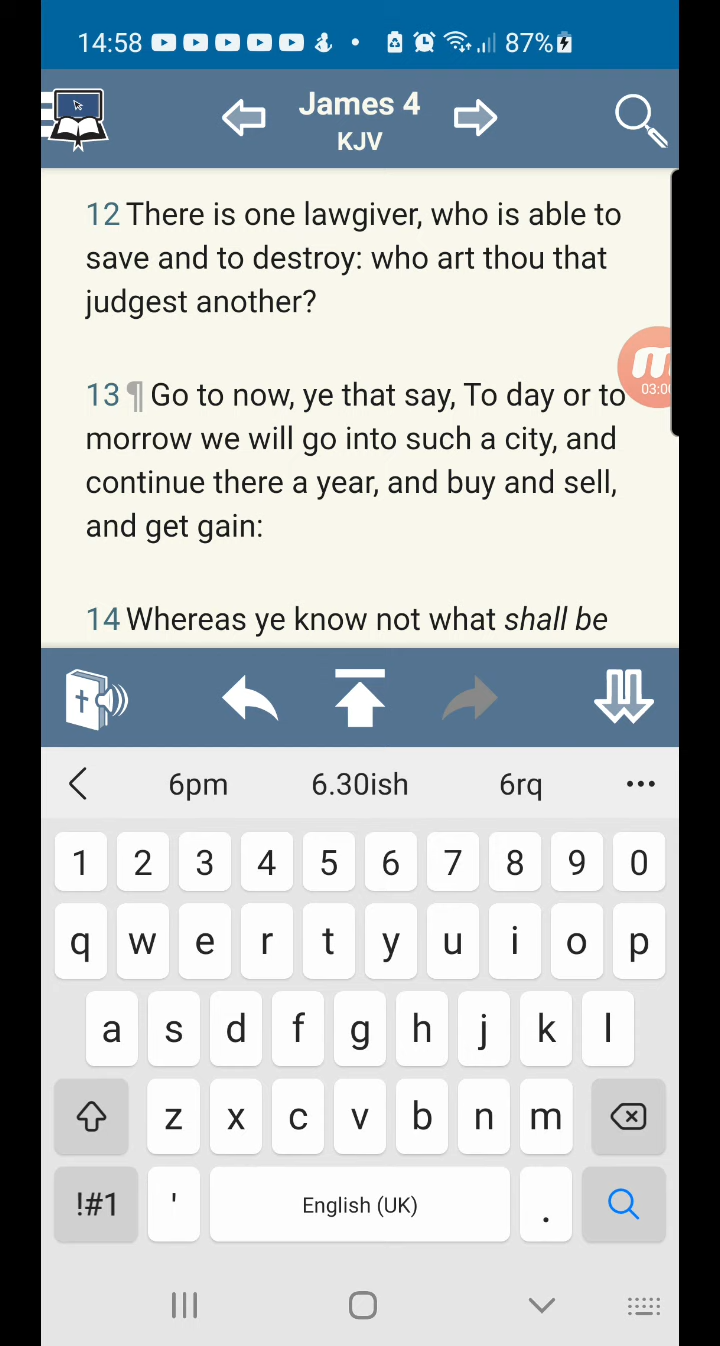 14:58 87%
James 4
KJV
12 There is one lawgiver, who is able to
save and to destroy: who art thou that
judgest another?
13 ¶ Go to now, ye that say, To day or to
morrow we will go into such a city, and
continue there a year, and buy and sell,
and get gain:
14 Whereas ye know not what shall be
6pm 6.30ish 6rq
1 2 3 4 5 6 7 8 9 0
q w e r t y u i o p
a s d f g h j k l
z x c v b n m
!#1 ' English (UK) .